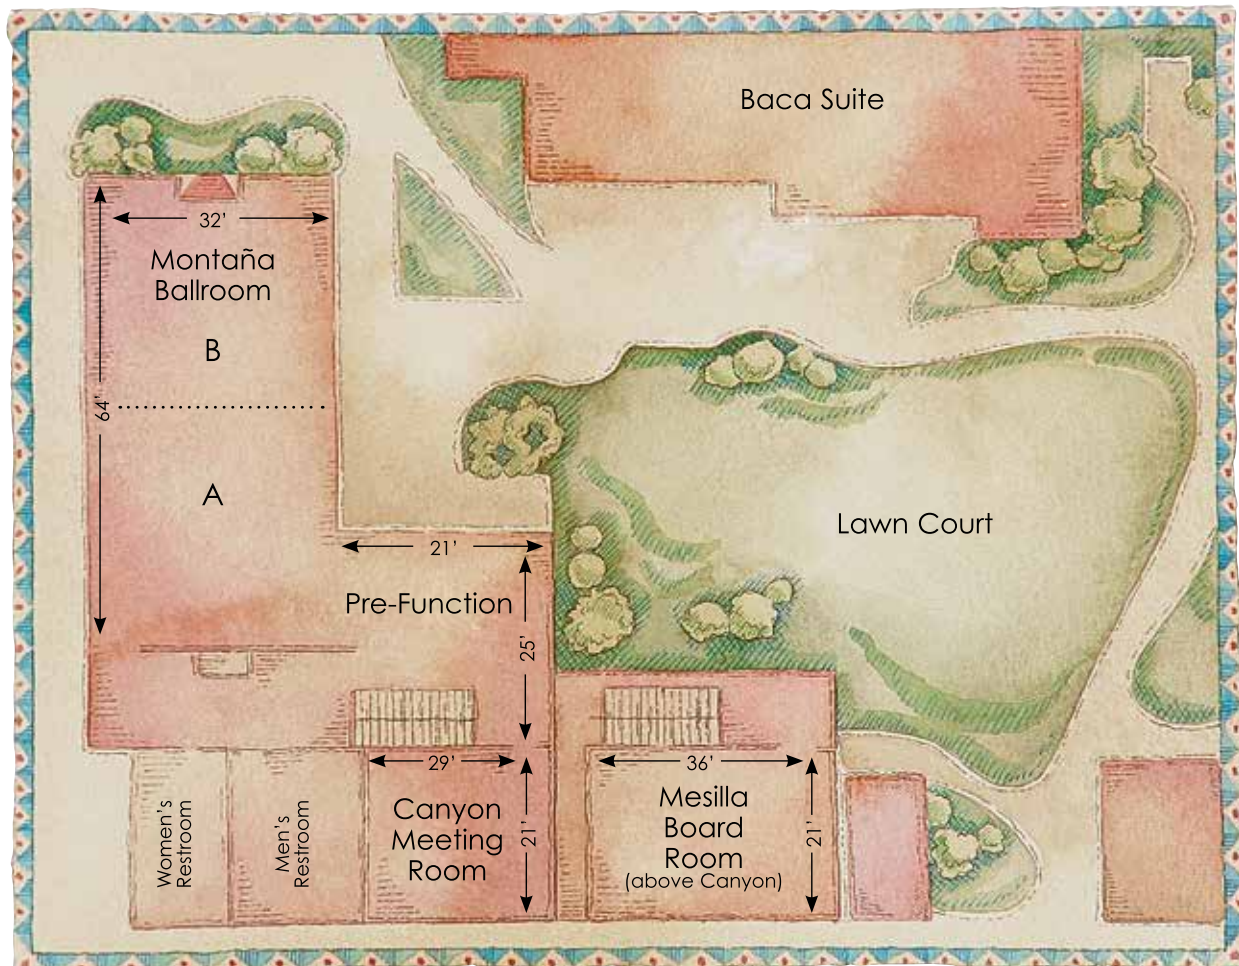 Baca Suite
32'
Montaña
Ballroom
B
64'
A
Lawn Court
21'
Pre-Function
25'
29'
36'
Women's
Restroom
Men's
Restroom
Canyon
Meeting
Room
21'
Mesilla
Board
Room
(above Canyon)
21'